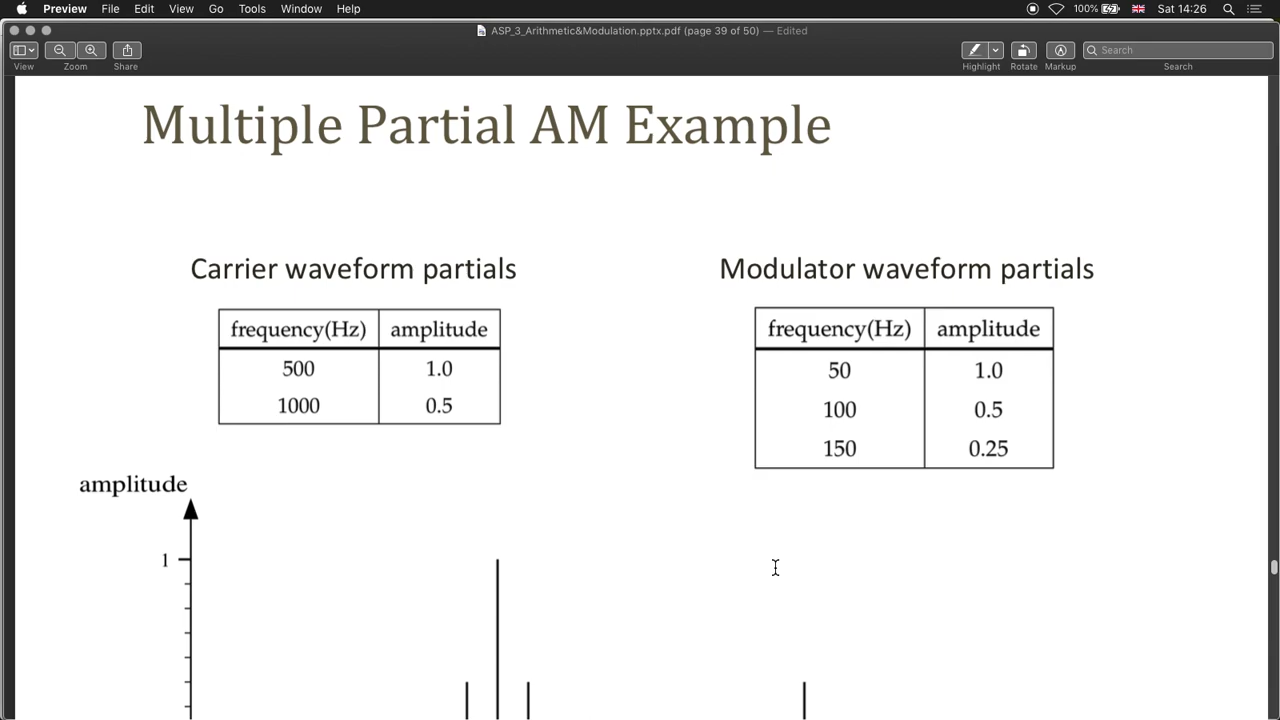 Preview File Edit View Go Tools Window Help 100% Sat 14:26
ASP_3_Arithmetic&Modulation.pptx.pdf (page 39 of 50) — Edited
Search
View Zoom Share Highlight Rotate Markup Search
Multiple Partial AM Example
Carrier waveform partials
frequency(Hz) amplitude
500 1.0
1000 0.5
Modulator waveform partials
frequency(Hz) amplitude
50 1.0
100 0.5
150 0.25
amplitude
1